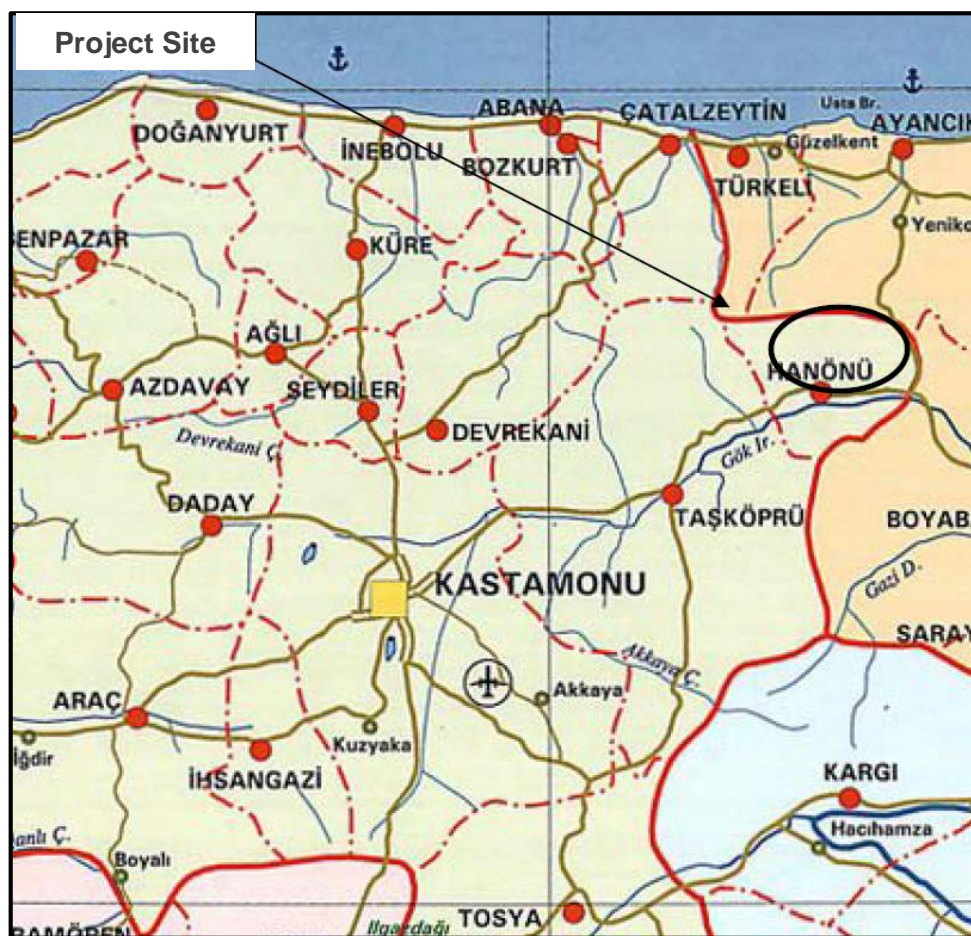 Project Site
ABANA
ÇATALZEYTİN
Usta Br.
AYANCIK
DOĞANYURT
İNEBOLU
BOZKURT
Güzelkent
TÜRKELİ
ENPAZAR
KÜRE
Yeniko
AĞLI
AZDAVAY
SEYDİLER
HANÖNÜ
Devrekani Ç.
DEVREKANİ
Gök Ir.
DADAY
TAŞKÖPRÜ
BOYAB
KASTAMONU
Gazi D.
SARAY
Akkaya Ç.
ARAÇ
Akkaya
İğdir
Kuzyaka
İHSANGAZİ
KARGI
Hacıhamza
anlı Ç.
Boyalı
TOSYA
Ilgazdağı